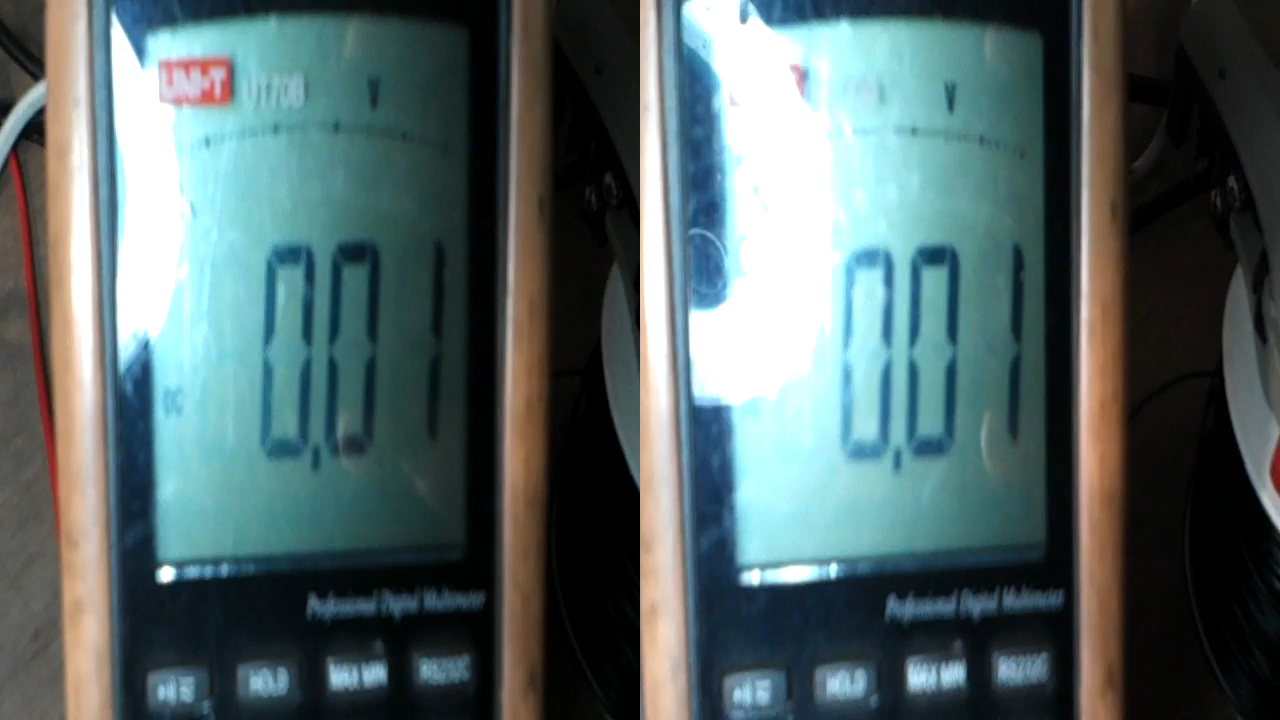 UNI-T UT70B V
0.01
DC
Professional Digital Multimeter
HOLD MAX MIN RS232C
V
0.01
Professional Digital Multimeter
HOLD MAX MIN RS232C